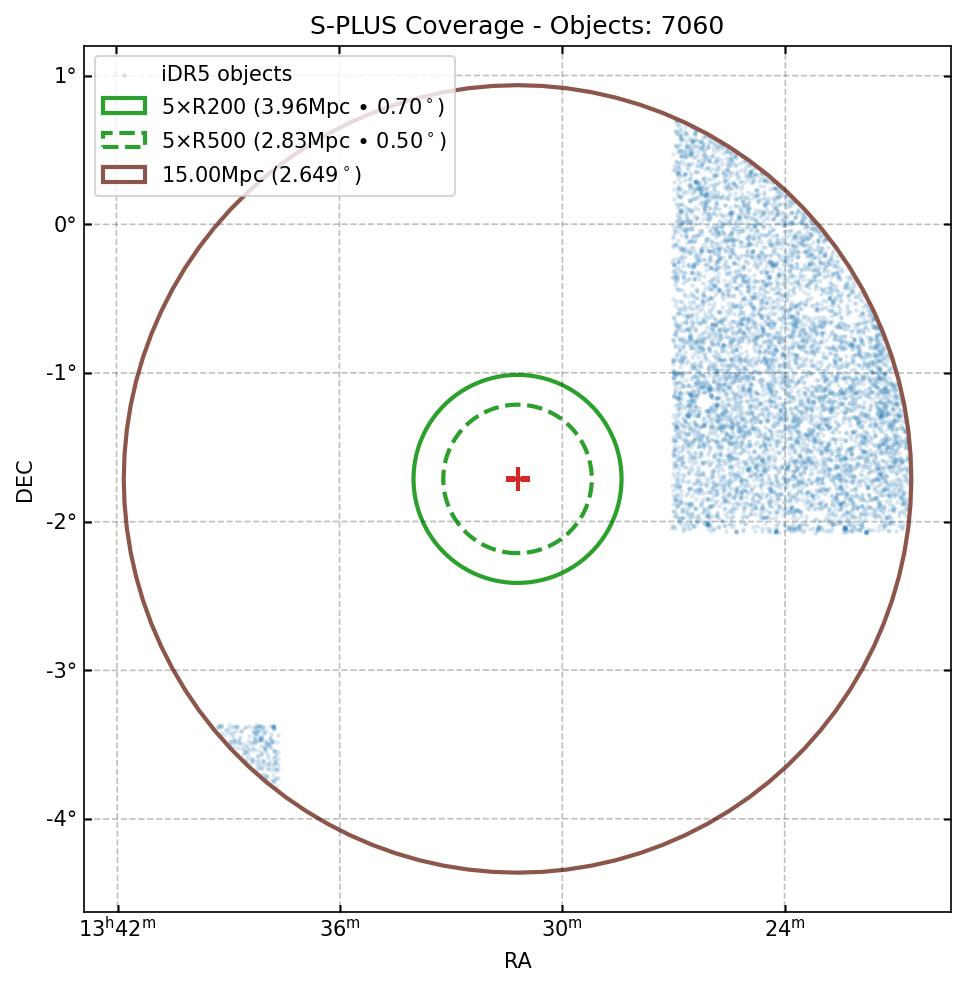 S-PLUS Coverage - Objects: 7060
iDR5 objects
5×R200 (3.96Mpc • 0.70°)
5×R500 (2.83Mpc • 0.50°)
15.00Mpc (2.649°)
1°
0°
-1°
-2°
-3°
-4°
DEC
13ʰ42ᵐ 36ᵐ 30ᵐ 24ᵐ
RA